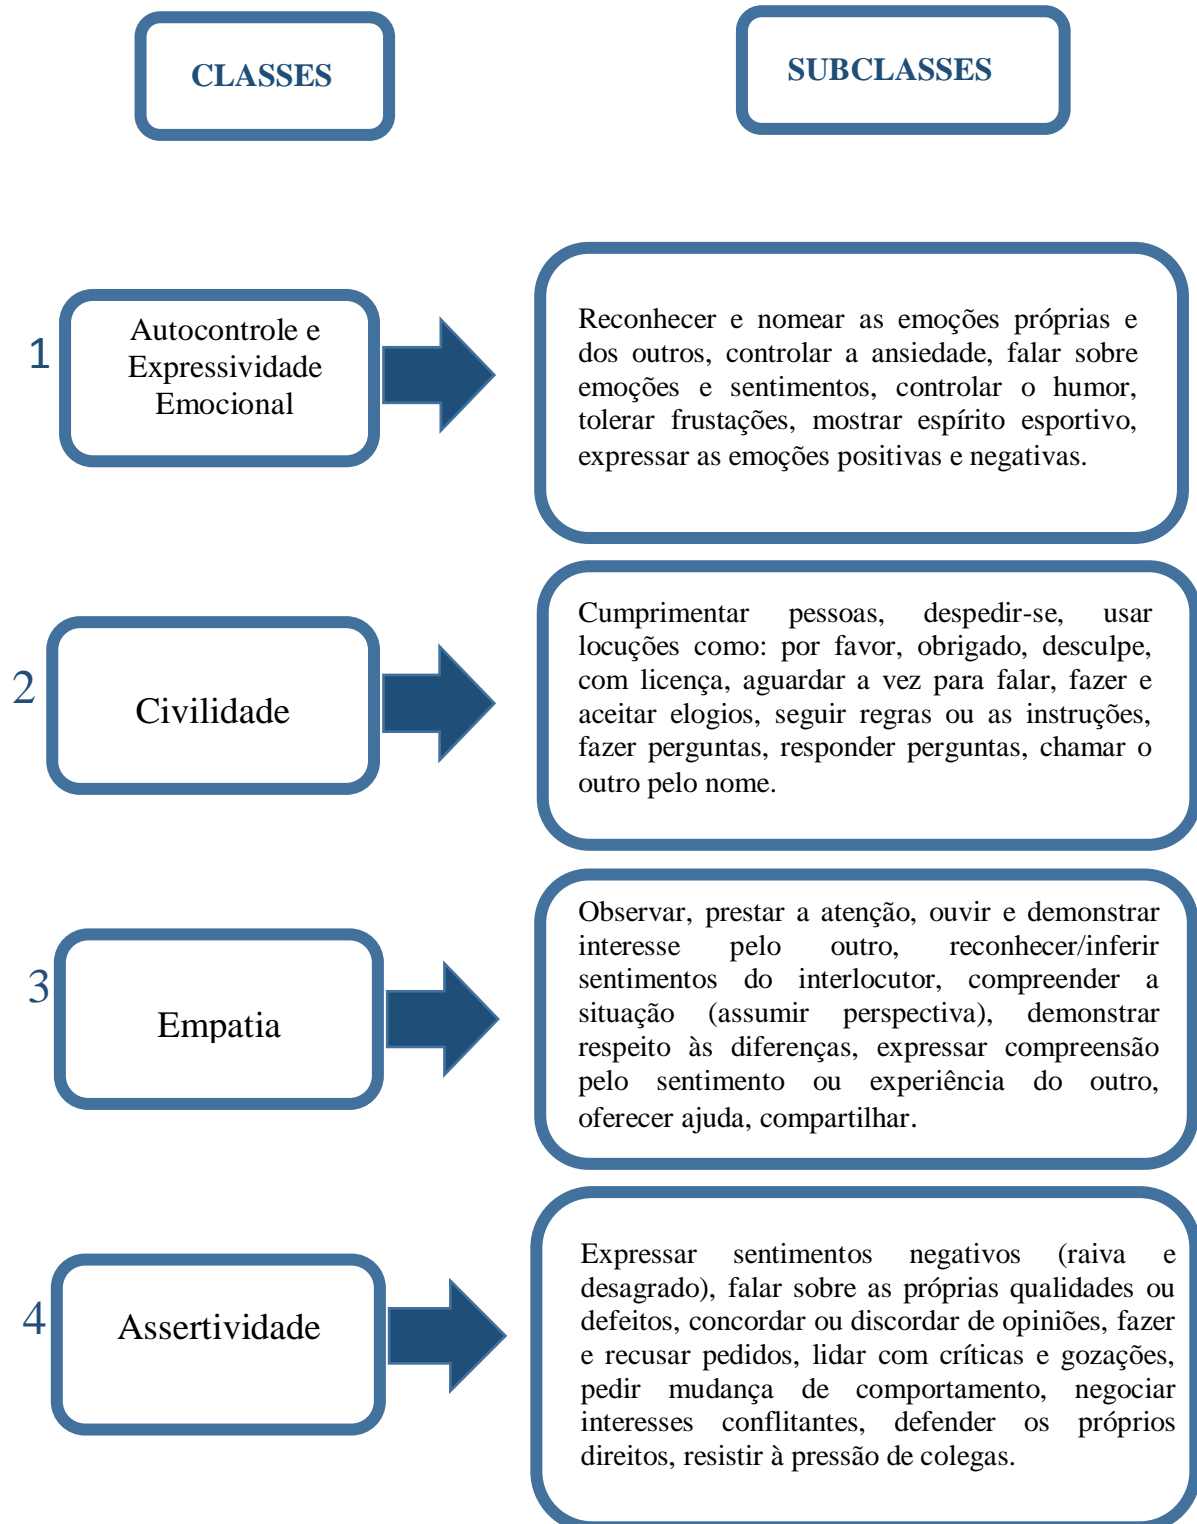 CLASSES
SUBCLASSES
1
Autocontrole e
Expressividade
Emocional
Reconhecer e nomear as emoções próprias e
dos outros, controlar a ansiedade, falar sobre
emoções e sentimentos, controlar o humor,
tolerar frustações, mostrar espírito esportivo,
expressar as emoções positivas e negativas.
2
Civilidade
Cumprimentar pessoas, despedir-se, usar
locuções como: por favor, obrigado, desculpe,
com licença, aguardar a vez para falar, fazer e
aceitar elogios, seguir regras ou as instruções,
fazer perguntas, responder perguntas, chamar o
outro pelo nome.
3
Empatia
Observar, prestar a atenção, ouvir e demonstrar
interesse pelo outro, reconhecer/inferir
sentimentos do interlocutor, compreender a
situação (assumir perspectiva), demonstrar
respeito às diferenças, expressar compreensão
pelo sentimento ou experiência do outro,
oferecer ajuda, compartilhar.
4
Assertividade
Expressar sentimentos negativos (raiva e
desagrado), falar sobre as próprias qualidades ou
defeitos, concordar ou discordar de opiniões, fazer
e recusar pedidos, lidar com críticas e gozações,
pedir mudança de comportamento, negociar
interesses conflitantes, defender os próprios
direitos, resistir à pressão de colegas.